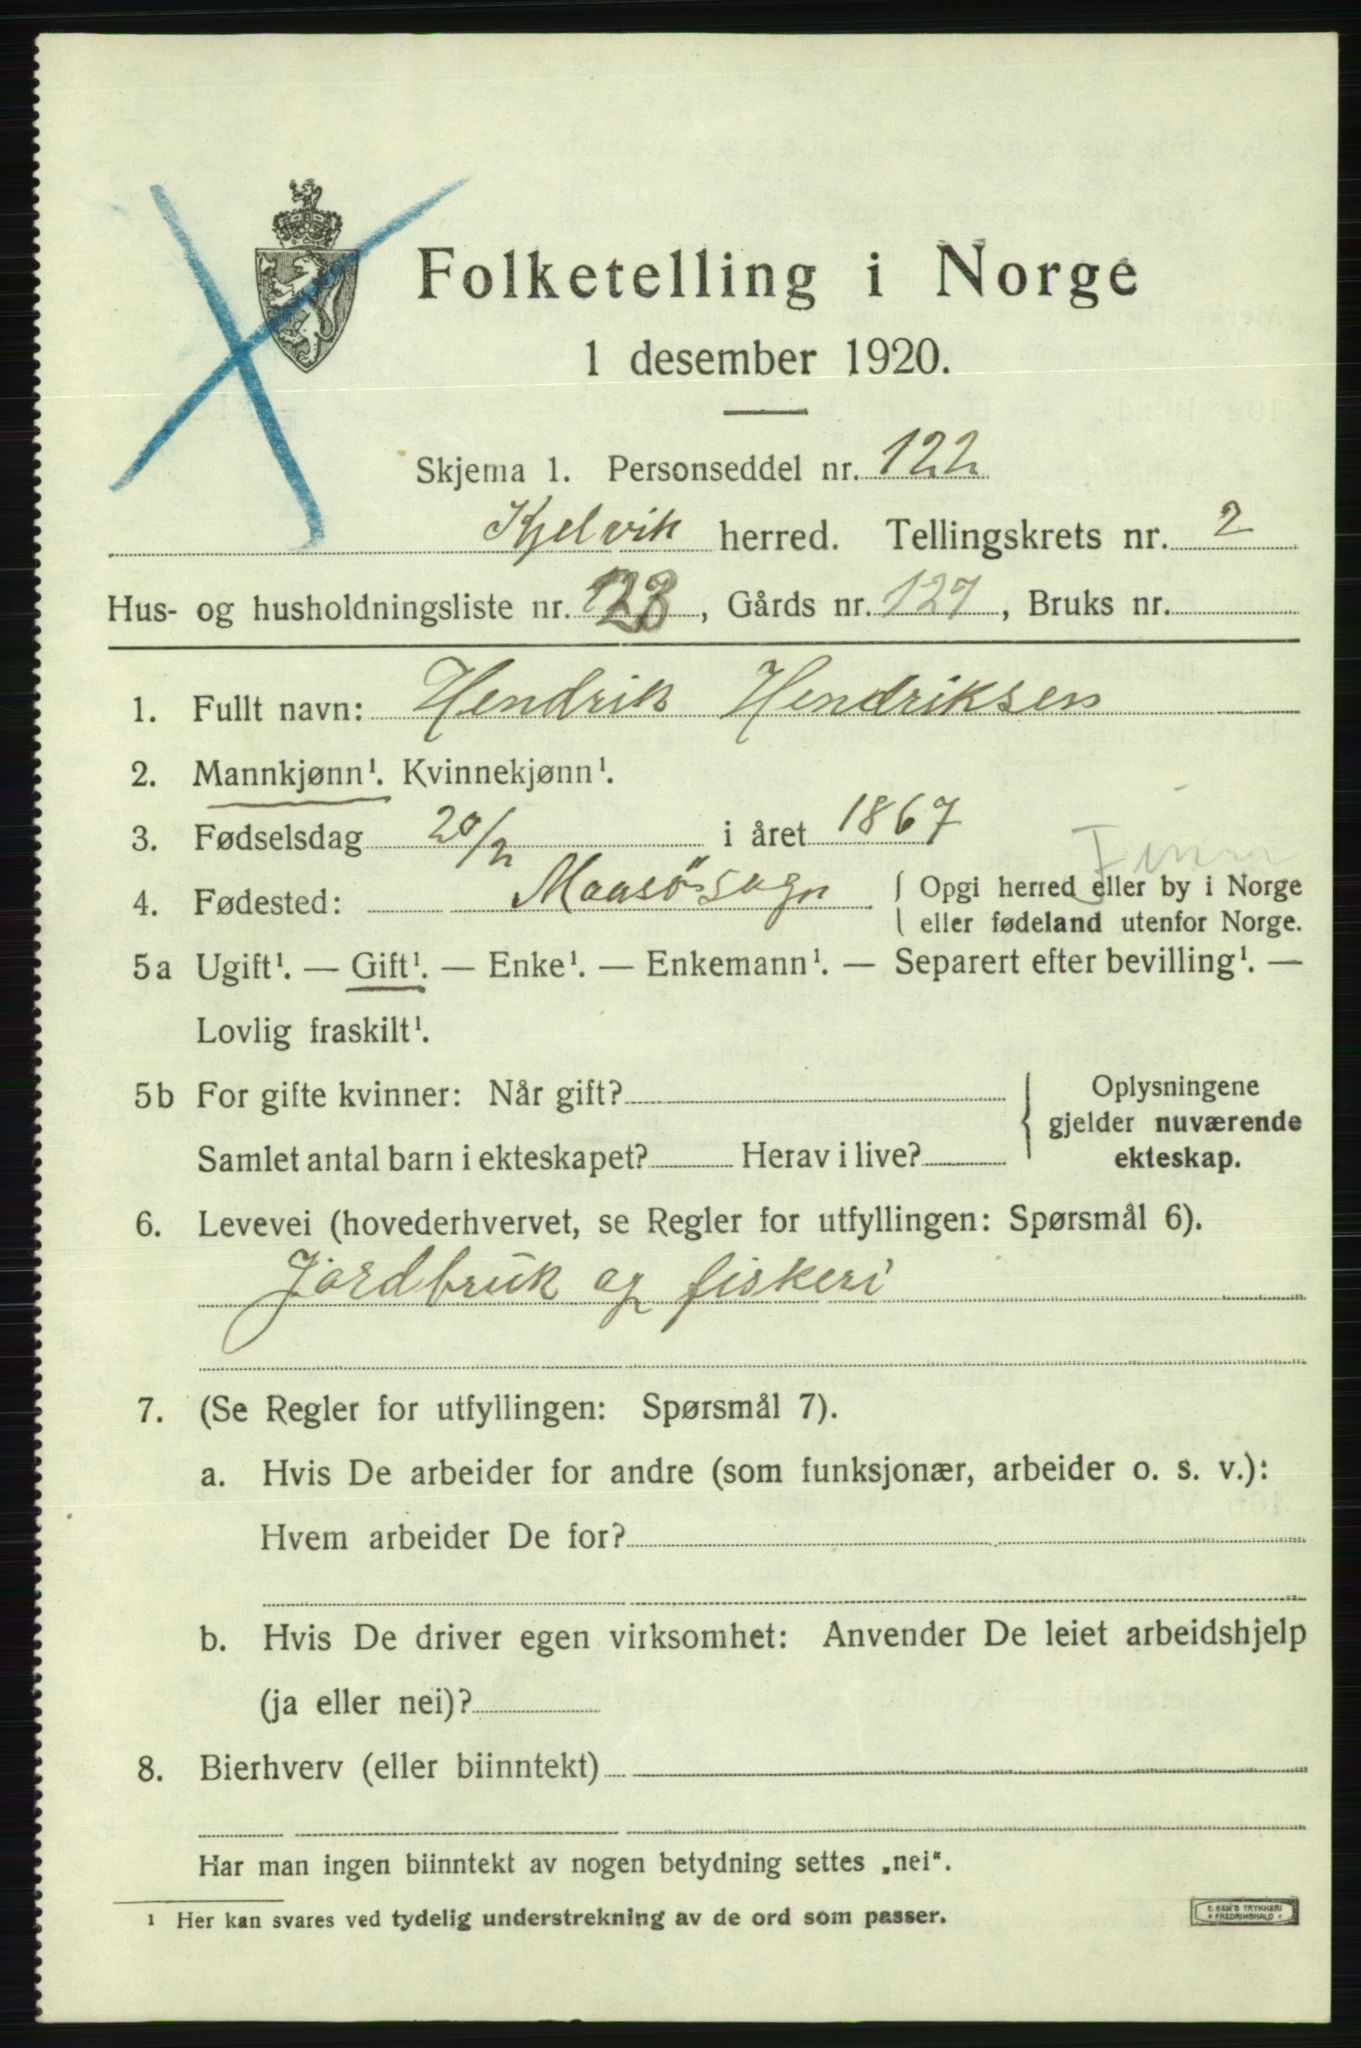 Folketelling i Norge
1 desember 1920.
Skjema 1. Personseddel nr. 122
Kjelvik herred. Tellingskrets nr. 2
Hus- og husholdningsliste nr. 123, Gårds nr. 127, Bruks nr.
1. Fullt navn: Hendrik Hendriksen
2. Mannkjønn¹. Kvinnekjønn¹.
3. Fødselsdag 20/2 i året 1867
4. Fødested: Maasö sogn { Opgi herred eller by i Norge
eller fødeland utenfor Norge.
5a Ugift¹. — Gift¹. — Enke¹. — Enkemann¹. — Separert efter bevilling¹. —
Lovlig fraskilt¹.
5b For gifte kvinner: Når gift? { Oplysningene
gjelder nuværende
Samlet antal barn i ekteskapet? Herav i live? ekteskap.
6. Levevei (hovederhvervet, se Regler for utfyllingen: Spørsmål 6).
Jordbruk og fiskeri
7. (Se Regler for utfyllingen: Spørsmål 7).
a. Hvis De arbeider for andre (som funksjonær, arbeider o. s. v.):
Hvem arbeider De for?
b. Hvis De driver egen virksomhet: Anvender De leiet arbeidshjelp
(ja eller nei)?
8. Bierhverv (eller biinntekt)
Har man ingen biinntekt av nogen betydning settes „nei".
¹ Her kan svares ved tydelig understrekning av de ord som passer.
E. SEM'S TRYKKERI
• FREDRIKSHALD •